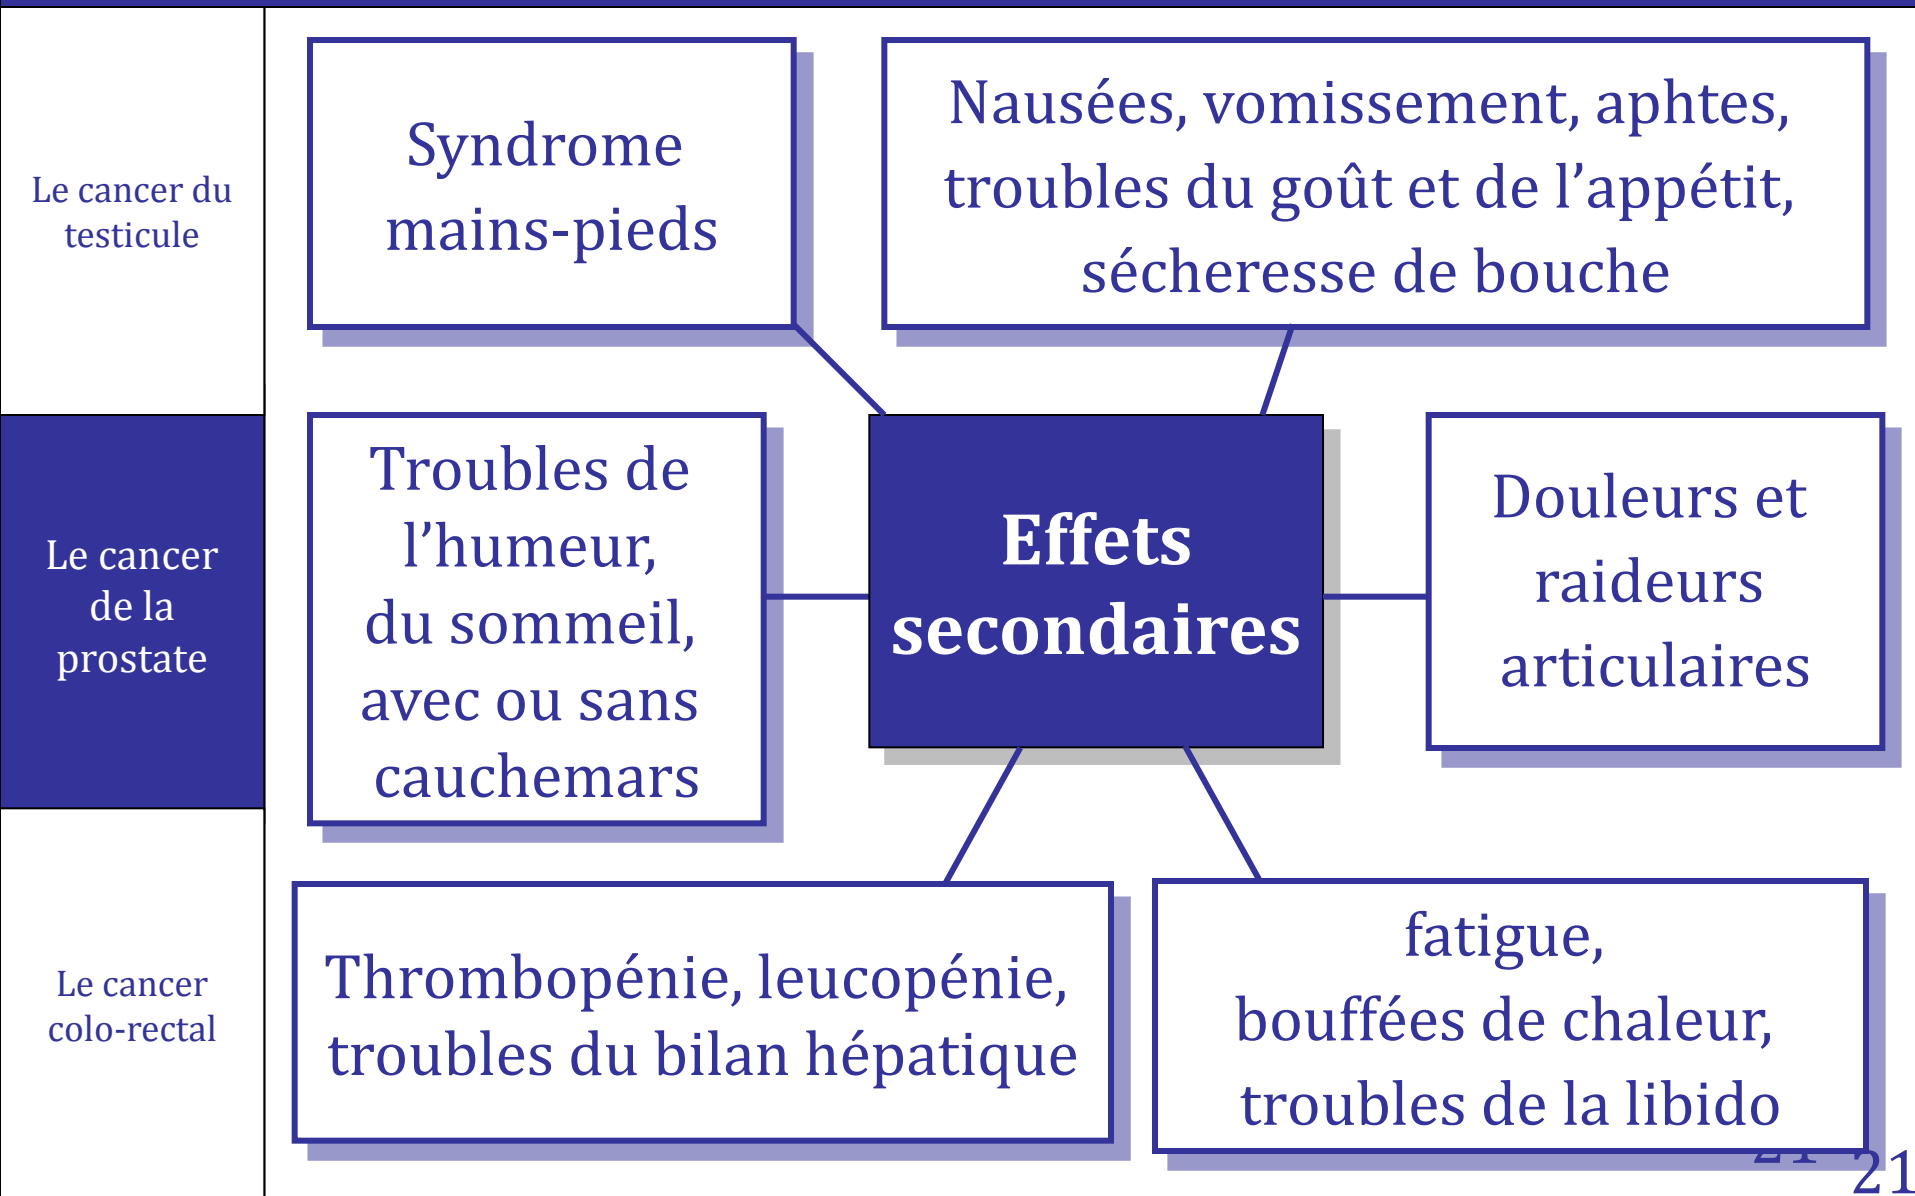 Le cancer du
testicule
Le cancer
de la
prostate
Le cancer
colo-rectal
Syndrome
mains-pieds
Nausées, vomissement, aphtes,
troubles du goût et de l’appétit,
sécheresse de bouche
Troubles de
l’humeur,
du sommeil,
avec ou sans
cauchemars
Effets
secondaires
Douleurs et
raideurs
articulaires
Thrombopénie, leucopénie,
troubles du bilan hépatique
fatigue,
bouffées de chaleur,
troubles de la libido
21
21